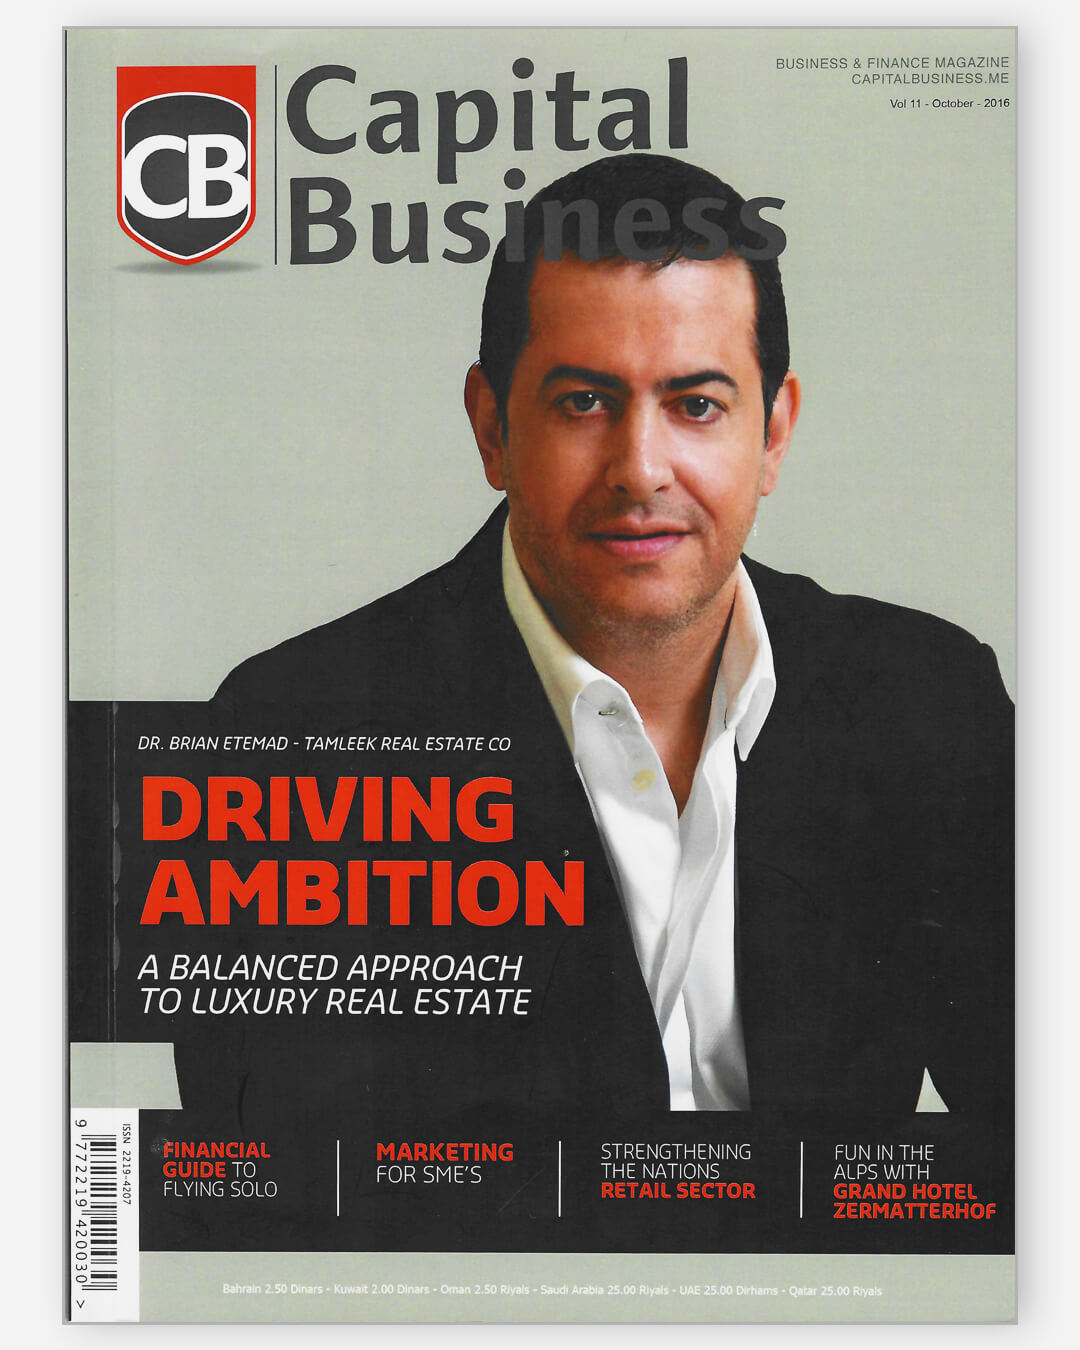 BUSINESS & FINANCE MAGAZINE
CAPITALBUSINESS.ME
Vol 11 - October - 2016
CB
Capital
Business
DR. BRIAN ETEMAD - TAMLEEK REAL ESTATE CO
DRIVING
AMBITION
A BALANCED APPROACH
TO LUXURY REAL ESTATE
ISSN 2219-4207
9 772219 420030 >
FINANCIAL
GUIDE TO
FLYING SOLO
MARKETING
FOR SME'S
STRENGTHENING
THE NATIONS
RETAIL SECTOR
FUN IN THE
ALPS WITH
GRAND HOTEL
ZERMATTERHOF
Bahrain 2.50 Dinars - Kuwait 2.00 Dinars - Oman 2.50 Riyals - Saudi Arabia 25.00 Riyals - UAE 25.00 Dirhams - Qatar 25.00 Riyals